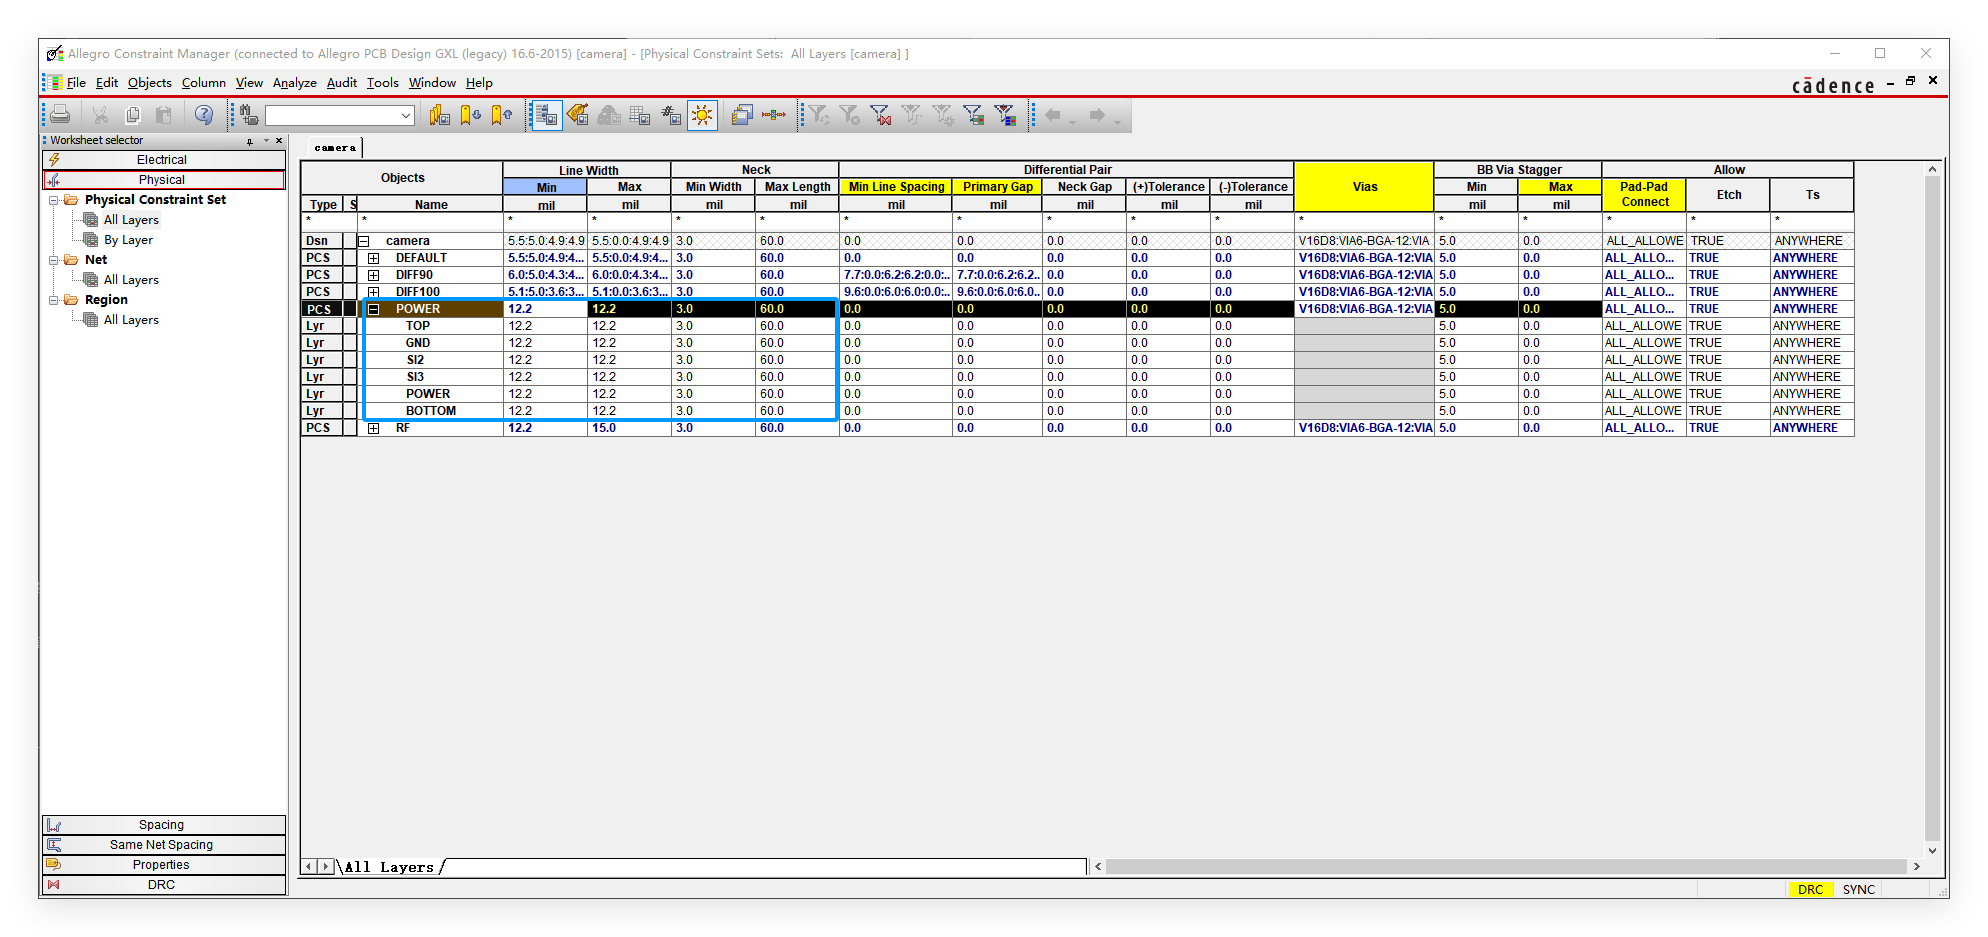 Allegro Constraint Manager (connected to Allegro PCB Design GXL (legacy) 16.6-2015) [camera] - [Physical Constraint Sets:  All Layers [camera] ]
File Edit Objects Column View Analyze Audit Tools Window Help
cādence
Worksheet selector
Electrical
Physical
Physical Constraint Set
All Layers
By Layer
Net
All Layers
Region
All Layers
Spacing
Same Net Spacing
Properties
DRC
camera
Objects Line Width Neck Differential Pair Vias BB Via Stagger Allow
Min Max Min Width Max Length Min Line Spacing Primary Gap Neck Gap (+)Tolerance (-)Tolerance Min Max Pad-Pad Connect Etch Ts
Type S Name mil mil mil mil mil mil mil mil mil mil mil
* * * * * * * * * * * * * * * * *
Dsn camera 5.5:5.0:4.9:4.9 5.5:0.0:4.9:4.9 3.0 60.0 0.0 0.0 0.0 0.0 0.0 V16D8:VIA6-BGA-12:VIA 5.0 0.0 ALL_ALLOWE TRUE ANYWHERE
PCS DEFAULT 5.5:5.0:4.9:4... 5.5:0.0:4.9:4... 3.0 60.0 0.0 0.0 0.0 0.0 0.0 V16D8:VIA6-BGA-12:VIA 5.0 0.0 ALL_ALLO... TRUE ANYWHERE
PCS DIFF90 6.0:5.0:4.3:4... 6.0:0.0:4.3:4... 3.0 60.0 7.7:0.0:6.2:6.2:0.0:.. 7.7:0.0:6.2:6.2.. 0.0 0.0 0.0 V16D8:VIA6-BGA-12:VIA 5.0 0.0 ALL_ALLO... TRUE ANYWHERE
PCS DIFF100 5.1:5.0:3.6:3... 5.1:0.0:3.6:3... 3.0 60.0 9.6:0.0:6.0:6.0:0.0:.. 9.6:0.0:6.0:6.0.. 0.0 0.0 0.0 V16D8:VIA6-BGA-12:VIA 5.0 0.0 ALL_ALLO... TRUE ANYWHERE
PCS POWER 12.2 12.2 3.0 60.0 0.0 0.0 0.0 0.0 0.0 V16D8:VIA6-BGA-12:VIA 5.0 0.0 ALL_ALLO... TRUE ANYWHERE
Lyr TOP 12.2 12.2 3.0 60.0 0.0 0.0 0.0 0.0 0.0 5.0 0.0 ALL_ALLOWE TRUE ANYWHERE
Lyr GND 12.2 12.2 3.0 60.0 0.0 0.0 0.0 0.0 0.0 5.0 0.0 ALL_ALLOWE TRUE ANYWHERE
Lyr SI2 12.2 12.2 3.0 60.0 0.0 0.0 0.0 0.0 0.0 5.0 0.0 ALL_ALLOWE TRUE ANYWHERE
Lyr SI3 12.2 12.2 3.0 60.0 0.0 0.0 0.0 0.0 0.0 5.0 0.0 ALL_ALLOWE TRUE ANYWHERE
Lyr POWER 12.2 12.2 3.0 60.0 0.0 0.0 0.0 0.0 0.0 5.0 0.0 ALL_ALLOWE TRUE ANYWHERE
Lyr BOTTOM 12.2 12.2 3.0 60.0 0.0 0.0 0.0 0.0 0.0 5.0 0.0 ALL_ALLOWE TRUE ANYWHERE
PCS RF 12.2 15.0 3.0 60.0 0.0 0.0 0.0 0.0 0.0 V16D8:VIA6-BGA-12:VIA 5.0 0.0 ALL_ALLO... TRUE ANYWHERE
All Layers
DRC SYNC